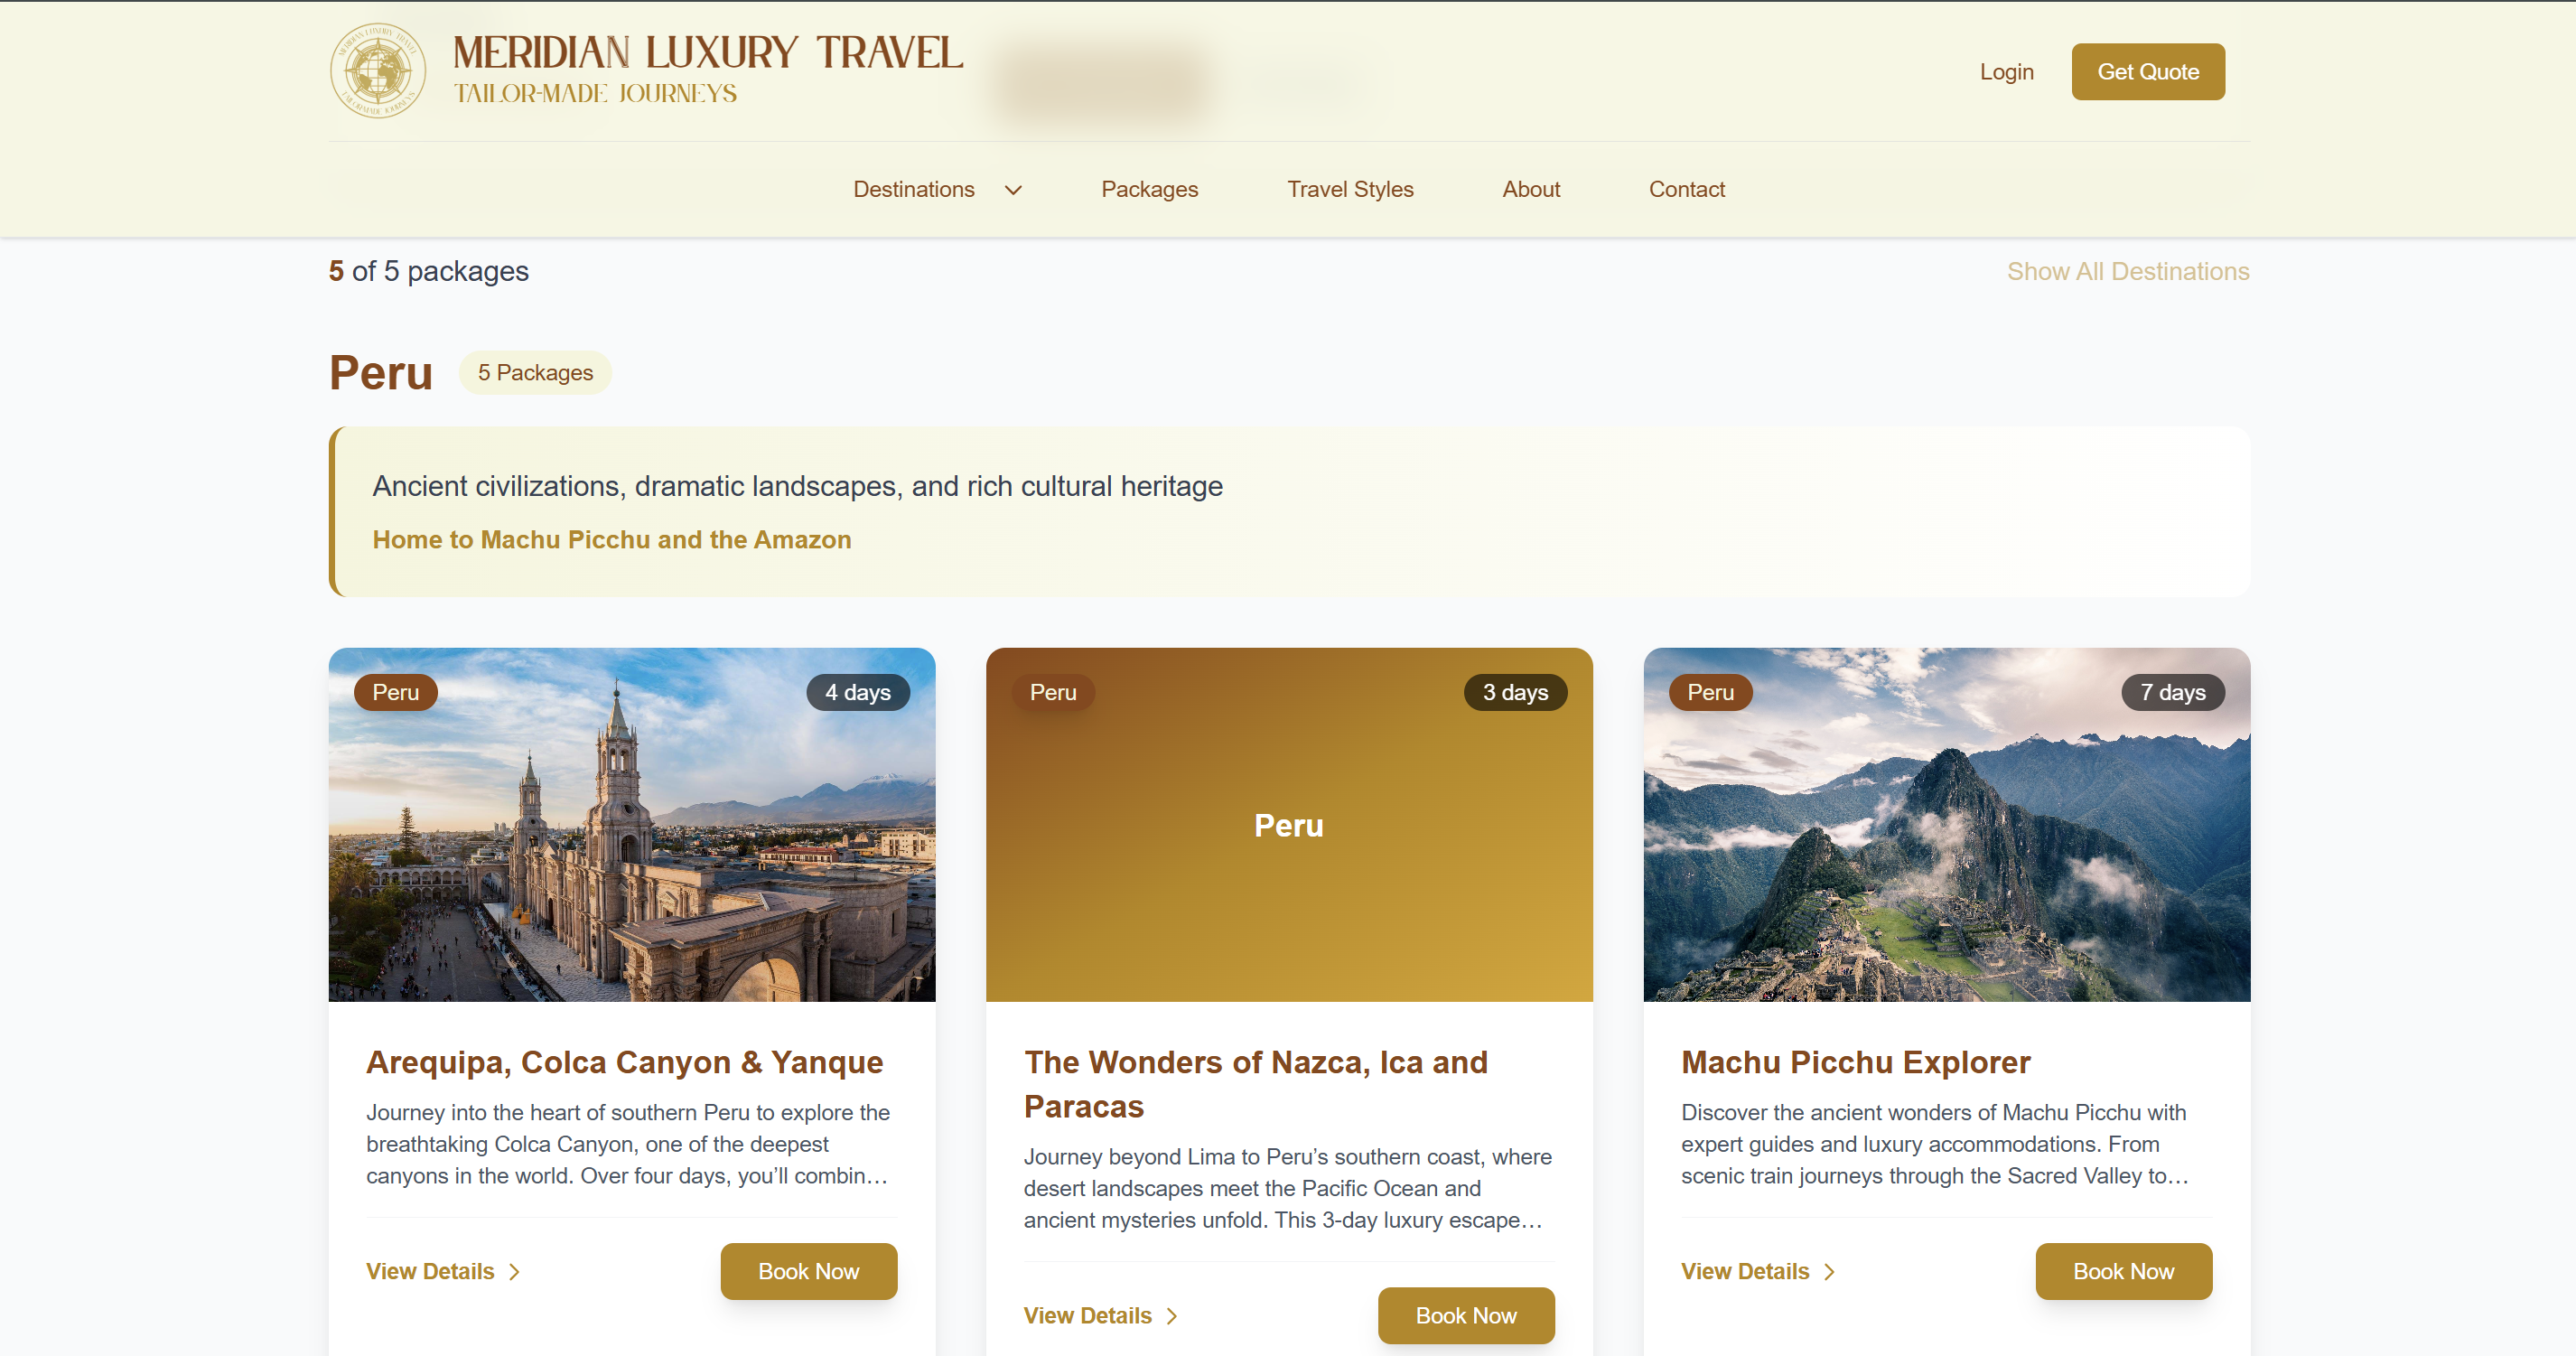 MERIDIAN LUXURY TRAVEL
TAILOR-MADE JOURNEYS
MERIDIAN LUXURY TRAVEL
TAILOR-MADE JOURNEYS
Login
Get Quote
Destinations
Packages
Travel Styles
About
Contact
5 of 5 packages
Show All Destinations
Peru
5 Packages
Ancient civilizations, dramatic landscapes, and rich cultural heritage
Home to Machu Picchu and the Amazon
Peru
4 days
Arequipa, Colca Canyon & Yanque
Journey into the heart of southern Peru to explore the
breathtaking Colca Canyon, one of the deepest
canyons in the world. Over four days, you’ll combin…
View Details
Book Now
Peru
3 days
Peru
The Wonders of Nazca, Ica and
Paracas
Journey beyond Lima to Peru’s southern coast, where
desert landscapes meet the Pacific Ocean and
ancient mysteries unfold. This 3-day luxury escape…
View Details
Book Now
Peru
7 days
Machu Picchu Explorer
Discover the ancient wonders of Machu Picchu with
expert guides and luxury accommodations. From
scenic train journeys through the Sacred Valley to…
View Details
Book Now